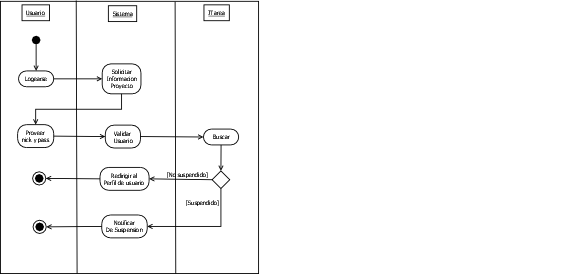 Usuario
Sistema
ITarea
Logearse
Solicitar
Informacion
Proyecto
Proveer
nick y pass
Validar
Usuario
Buscar
Redirigir al
Perfil de usuario
[No suspendido]
[Suspendido]
Notificar
De Suspension